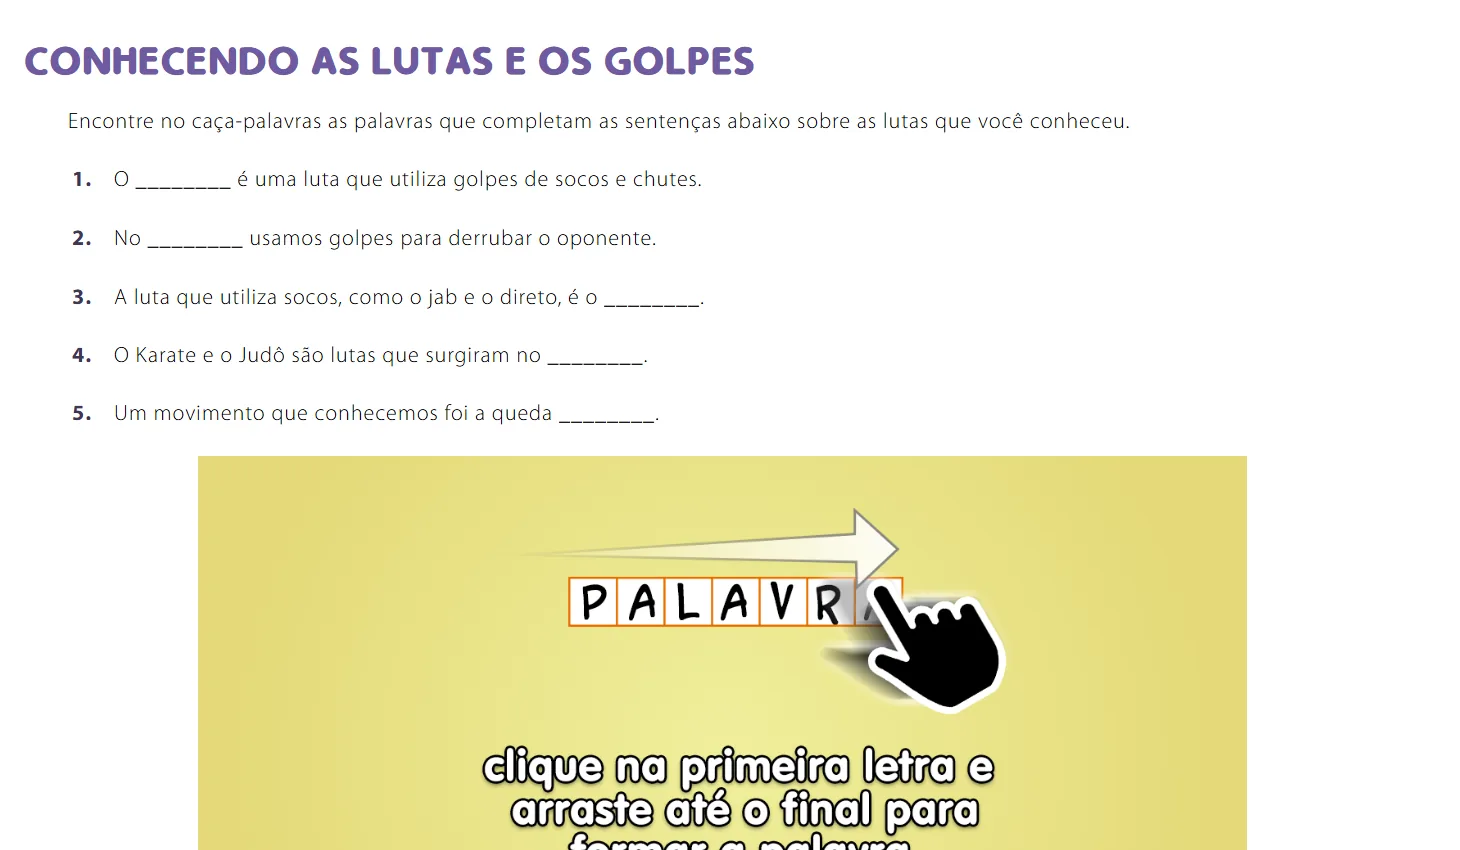 CONHECENDO AS LUTAS E OS GOLPES
Encontre no caça-palavras as palavras que completam as sentenças abaixo sobre as lutas que você conheceu.
1. O ________ é uma luta que utiliza golpes de socos e chutes.
2. No ________ usamos golpes para derrubar o oponente.
3. A luta que utiliza socos, como o jab e o direto, é o ________.
4. O Karate e o Judô são lutas que surgiram no ________.
5. Um movimento que conhecemos foi a queda ________.
PALAVRA
clique na primeira letra e
arraste até o final para
formar a palavra